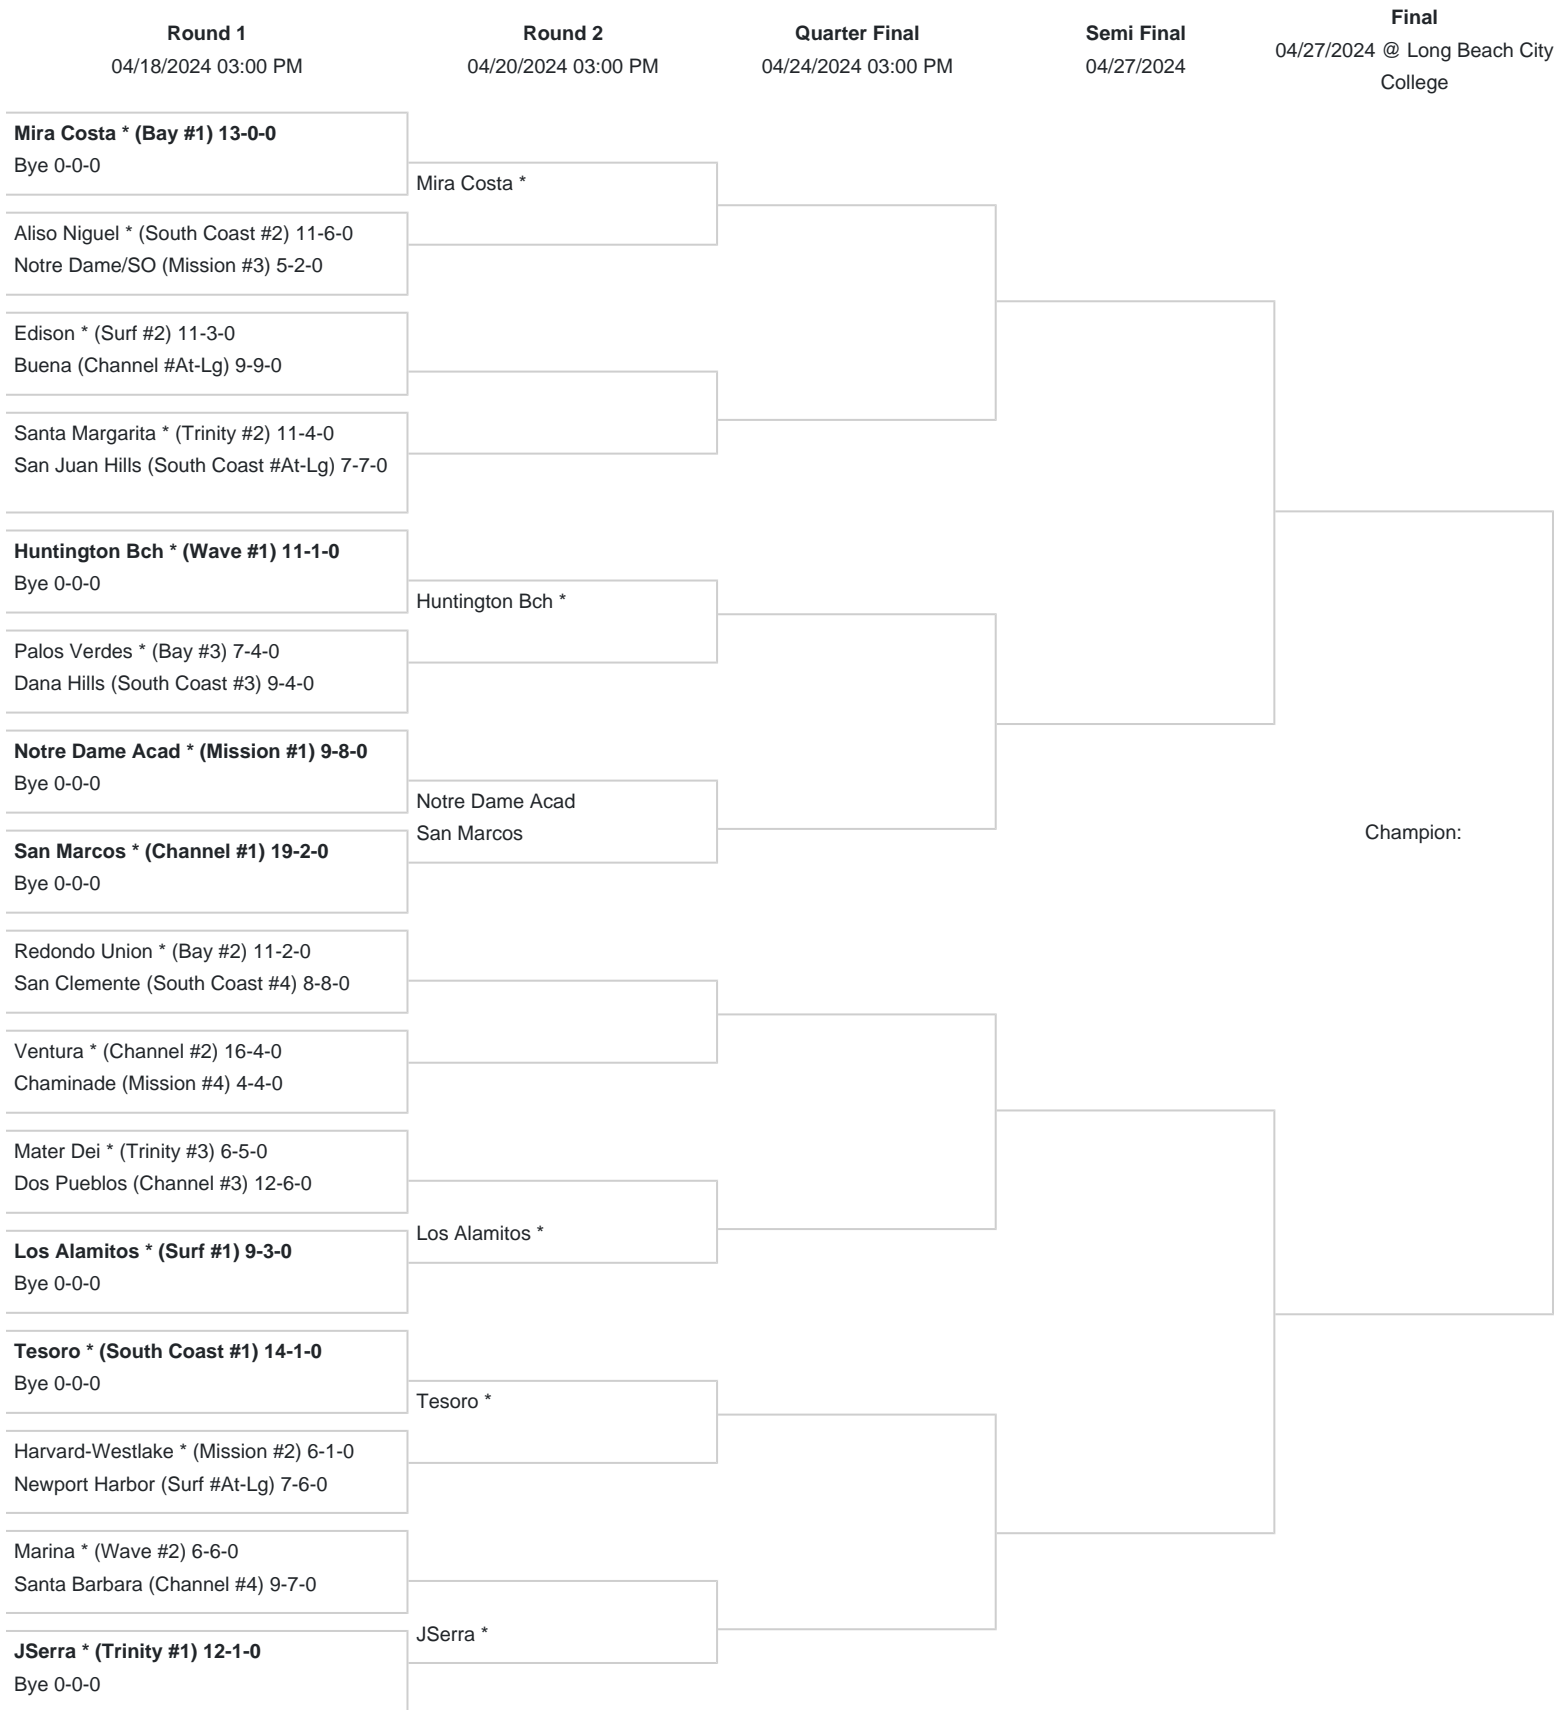 Round 1
04/18/2024 03:00 PM
Round 2
04/20/2024 03:00 PM
Quarter Final
04/24/2024 03:00 PM
Semi Final
04/27/2024
Final
04/27/2024 @ Long Beach City
College
Mira Costa * (Bay #1) 13-0-0
Bye 0-0-0
Aliso Niguel * (South Coast #2) 11-6-0
Notre Dame/SO (Mission #3) 5-2-0
Edison * (Surf #2) 11-3-0
Buena (Channel #At-Lg) 9-9-0
Santa Margarita * (Trinity #2) 11-4-0
San Juan Hills (South Coast #At-Lg) 7-7-0
Huntington Bch * (Wave #1) 11-1-0
Bye 0-0-0
Palos Verdes * (Bay #3) 7-4-0
Dana Hills (South Coast #3) 9-4-0
Notre Dame Acad * (Mission #1) 9-8-0
Bye 0-0-0
San Marcos * (Channel #1) 19-2-0
Bye 0-0-0
Redondo Union * (Bay #2) 11-2-0
San Clemente (South Coast #4) 8-8-0
Ventura * (Channel #2) 16-4-0
Chaminade (Mission #4) 4-4-0
Mater Dei * (Trinity #3) 6-5-0
Dos Pueblos (Channel #3) 12-6-0
Los Alamitos * (Surf #1) 9-3-0
Bye 0-0-0
Tesoro * (South Coast #1) 14-1-0
Bye 0-0-0
Harvard-Westlake * (Mission #2) 6-1-0
Newport Harbor (Surf #At-Lg) 7-6-0
Marina * (Wave #2) 6-6-0
Santa Barbara (Channel #4) 9-7-0
JSerra * (Trinity #1) 12-1-0
Bye 0-0-0
Mira Costa *
Huntington Bch *
Notre Dame Acad
San Marcos
Los Alamitos *
Tesoro *
JSerra *
Champion: